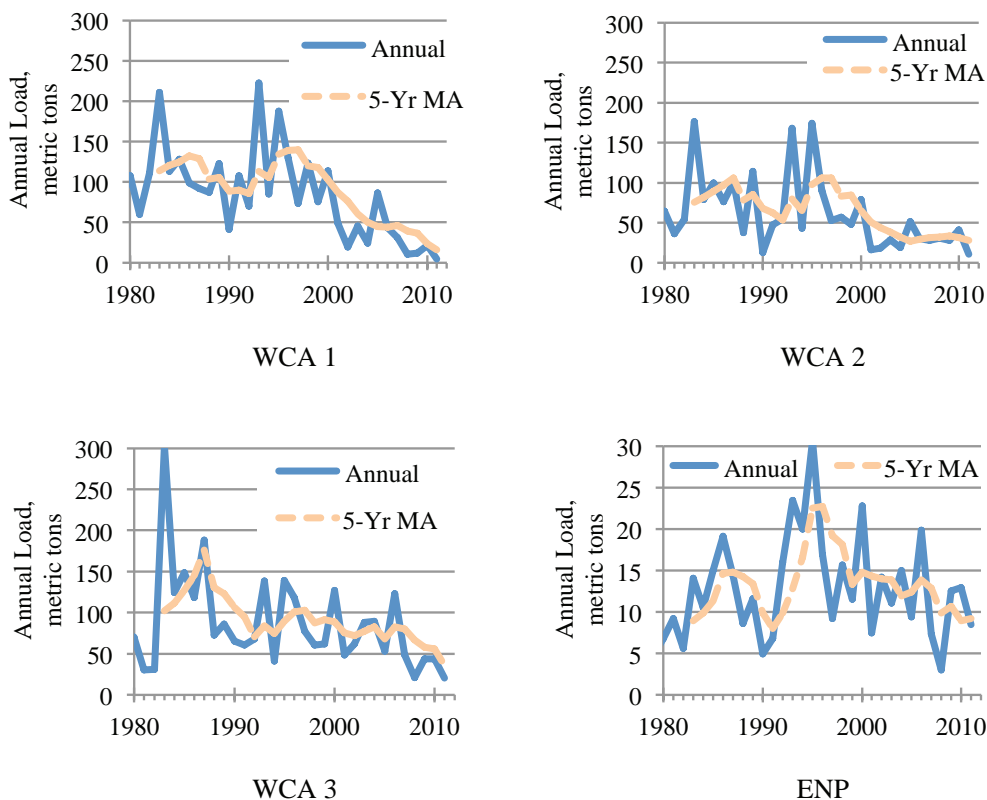 300
250
200
150
100
50
0
Annual Load,
metric tons
Annual
5-Yr MA
1980 1990 2000 2010
WCA 1
300
250
200
150
100
50
0
Annual Load,
metric tons
Annual
5-Yr MA
1980 1990 2000 2010
WCA 2
300
250
200
150
100
50
0
Annual Load,
metric tons
Annual
5-Yr MA
1980 1990 2000 2010
WCA 3
30
25
20
15
10
5
0
Annual Load,
metric tons
Annual 5-Yr MA
1980 1990 2000 2010
ENP